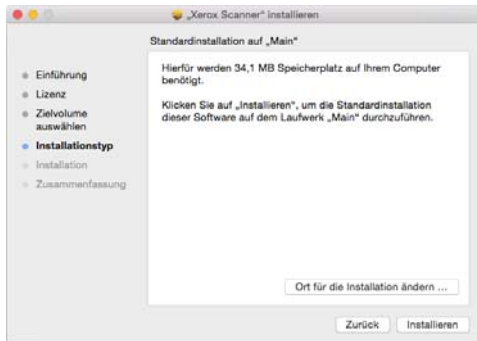 „Xerox Scanner“ installieren
Standardinstallation auf „Main“
Einführung
Lizenz
Zielvolume
auswählen
Installationstyp
Installation
Zusammenfassung
Hierfür werden 34,1 MB Speicherplatz auf Ihrem Computer
benötigt.
Klicken Sie auf „Installieren“, um die Standardinstallation
dieser Software auf dem Laufwerk „Main“ durchzuführen.
Ort für die Installation ändern ...
Zurück
Installieren